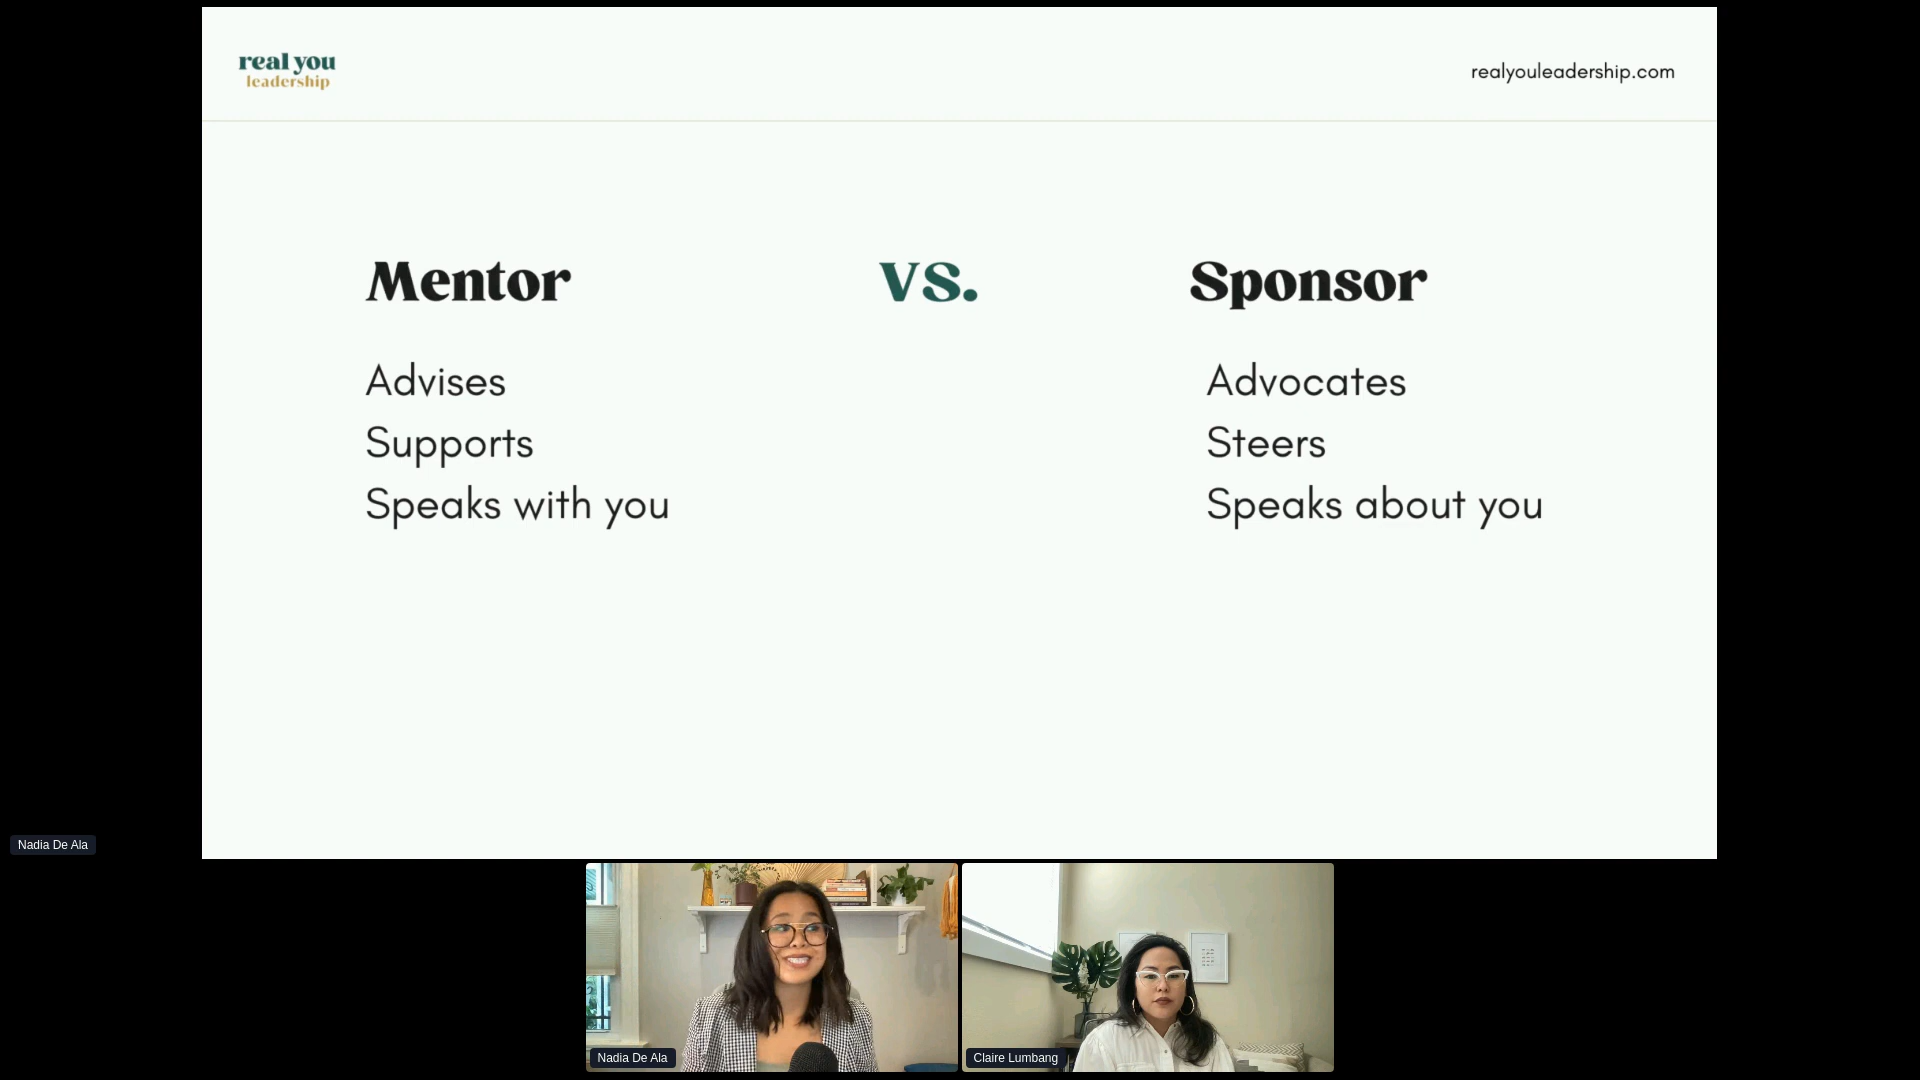 real you
leadership
realyouleadership.com
Mentor vs. Sponsor
Advises
Supports
Speaks with you
Advocates
Steers
Speaks about you
Nadia De Ala
Nadia De Ala
Claire Lumbang